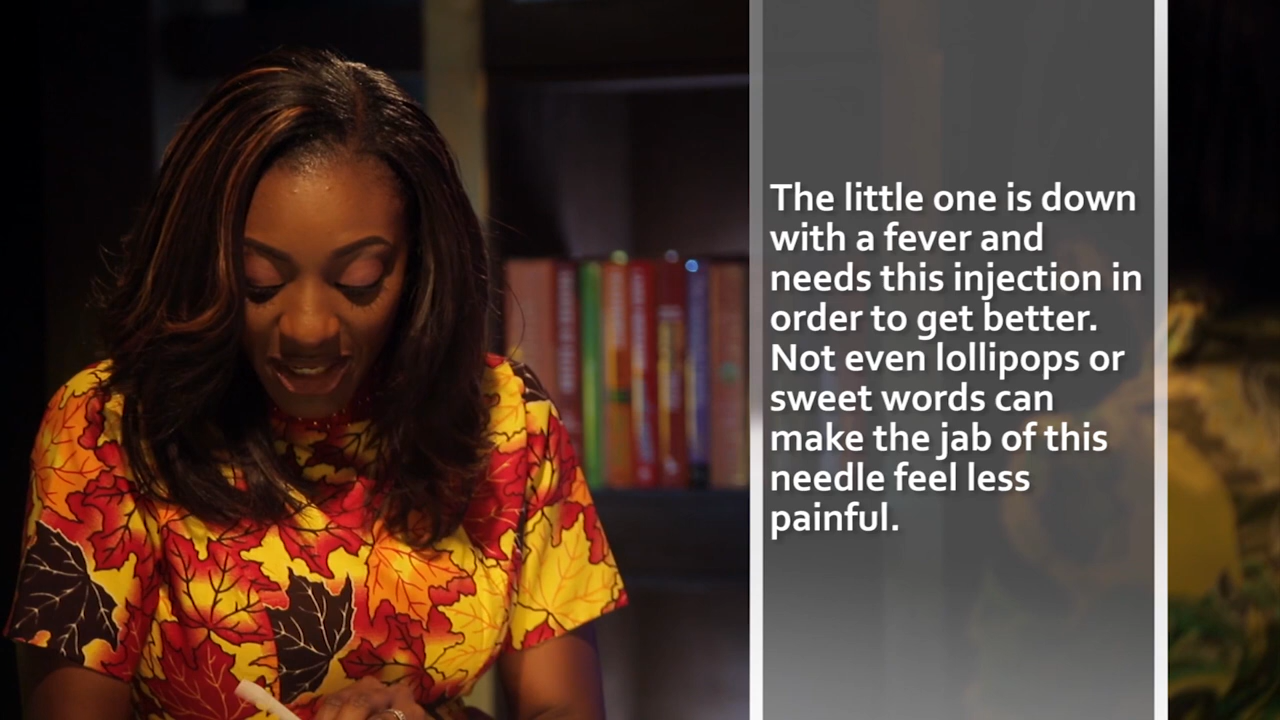 The little one is down
with a fever and
needs this injection in
order to get better.
Not even lollipops or
sweet words can
make the jab of this
needle feel less
painful.